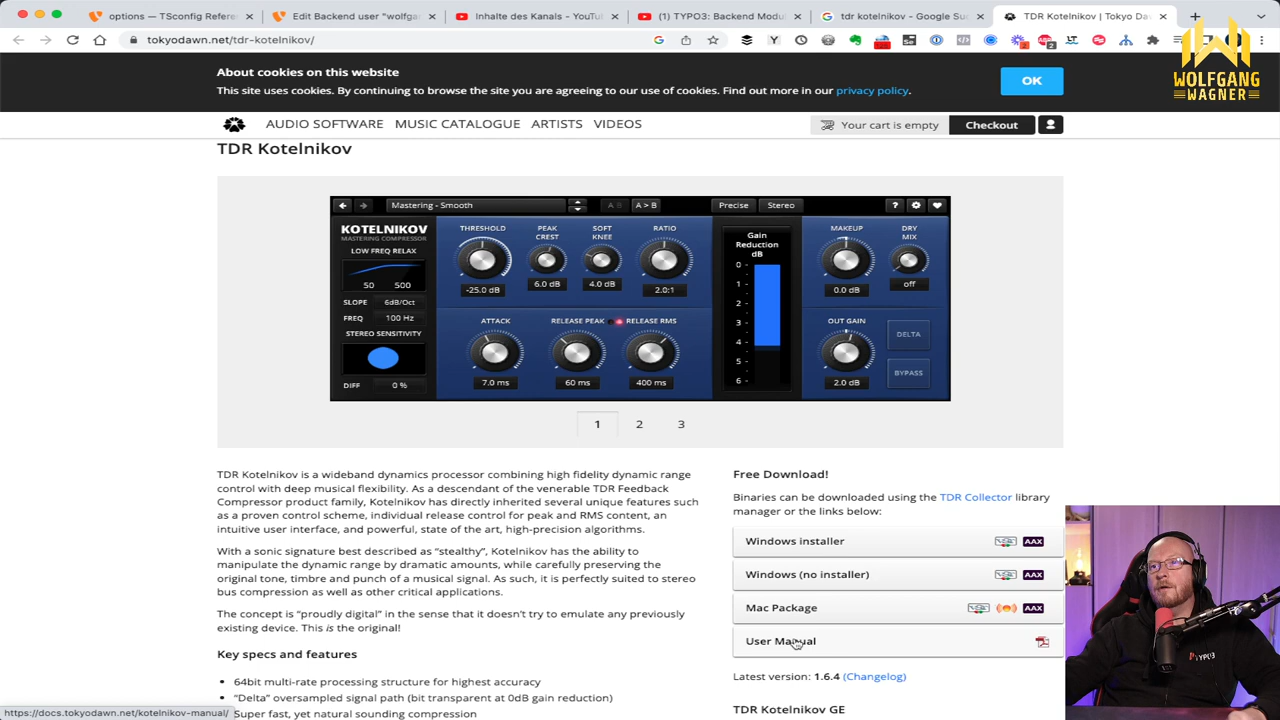 options — TSconfig Refere
Edit Backend user "wolfga
Inhalte des Kanals – YouTu
(1) TYPO3: Backend Modu
tdr kotelnikov - Google Su
TDR Kotelnikov | Tokyo Da
tokyodawn.net/tdr-kotelnikov/
WOLFGANG
WAGNER
About cookies on this website
This site uses cookies. By continuing to browse the site you are agreeing to our use of cookies. Find out more in our privacy policy.
OK
AUDIO SOFTWARE MUSIC CATALOGUE ARTISTS VIDEOS
Your cart is empty
Checkout
TDR Kotelnikov
Mastering - Smooth
A B
A > B
Precise
Stereo
?
KOTELNIKOV
MASTERING COMPRESSOR
LOW FREQ RELAX
50 500
SLOPE 6dB/Oct
FREQ 100 Hz
STEREO SENSITIVITY
DIFF 0 %
THRESHOLD
-25.0 dB
PEAK
CREST
6.0 dB
SOFT
KNEE
4.0 dB
RATIO
2.0:1
ATTACK
7.0 ms
RELEASE PEAK
60 ms
RELEASE RMS
400 ms
Gain
Reduction
dB
0
1
2
3
4
5
6
MAKEUP
0.0 dB
DRY
MIX
off
OUT GAIN
2.0 dB
DELTA
BYPASS
1 2 3
TDR Kotelnikov is a wideband dynamics processor combining high fidelity dynamic range
control with deep musical flexibility. As a descendant of the venerable TDR Feedback
Compressor product family, Kotelnikov has directly inherited several unique features such
as a proven control scheme, individual release control for peak and RMS content, an
intuitive user interface, and powerful, state of the art, high-precision algorithms.
With a sonic signature best described as “stealthy”, Kotelnikov has the ability to
manipulate the dynamic range by dramatic amounts, while carefully preserving the
original tone, timbre and punch of a musical signal. As such, it is perfectly suited to stereo
bus compression as well as other critical applications.
The concept is “proudly digital” in the sense that it doesn’t try to emulate any previously
existing device. This is the original!
Key specs and features
• 64bit multi-rate processing structure for highest accuracy
• “Delta” oversampled signal path (bit transparent at 0dB gain reduction)
Super fast, yet natural sounding compression
Free Download!
Binaries can be downloaded using the TDR Collector library
manager or the links below:
Windows installer
AAX
Windows (no installer)
AAX
Mac Package
AAX
User Manual
Latest version: 1.6.4 (Changelog)
TDR Kotelnikov GE
https://docs.tokyodawn.net/kotelnikov-manual/
TYPO3